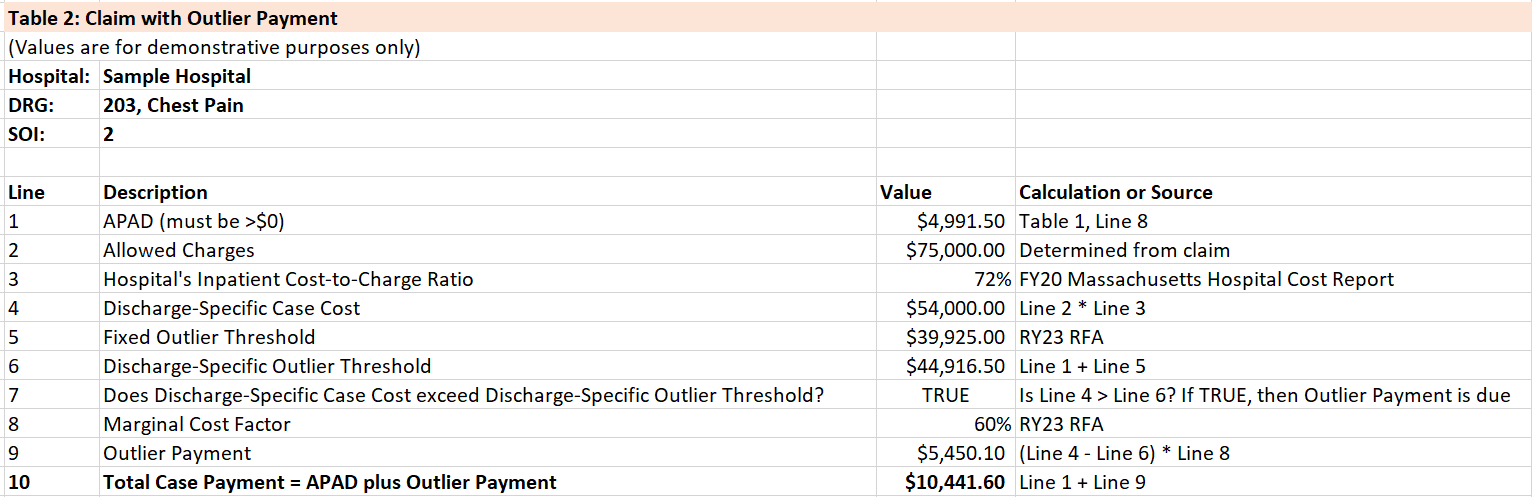 Table 2: Claim with Outlier Payment
(Values are for demonstrative purposes only)
Hospital: Sample Hospital
DRG: 203, Chest Pain
SOI: 2
Line Description Value Calculation or Source
1 APAD (must be >$0) $4,991.50 Table 1, Line 8
2 Allowed Charges $75,000.00 Determined from claim
3 Hospital's Inpatient Cost-to-Charge Ratio 72% FY20 Massachusetts Hospital Cost Report
4 Discharge-Specific Case Cost $54,000.00 Line 2 * Line 3
5 Fixed Outlier Threshold $39,925.00 RY23 RFA
6 Discharge-Specific Outlier Threshold $44,916.50 Line 1 + Line 5
7 Does Discharge-Specific Case Cost exceed Discharge-Specific Outlier Threshold? TRUE Is Line 4 > Line 6? If TRUE, then Outlier Payment is due
8 Marginal Cost Factor 60% RY23 RFA
9 Outlier Payment $5,450.10 (Line 4 - Line 6) * Line 8
10 Total Case Payment = APAD plus Outlier Payment $10,441.60 Line 1 + Line 9